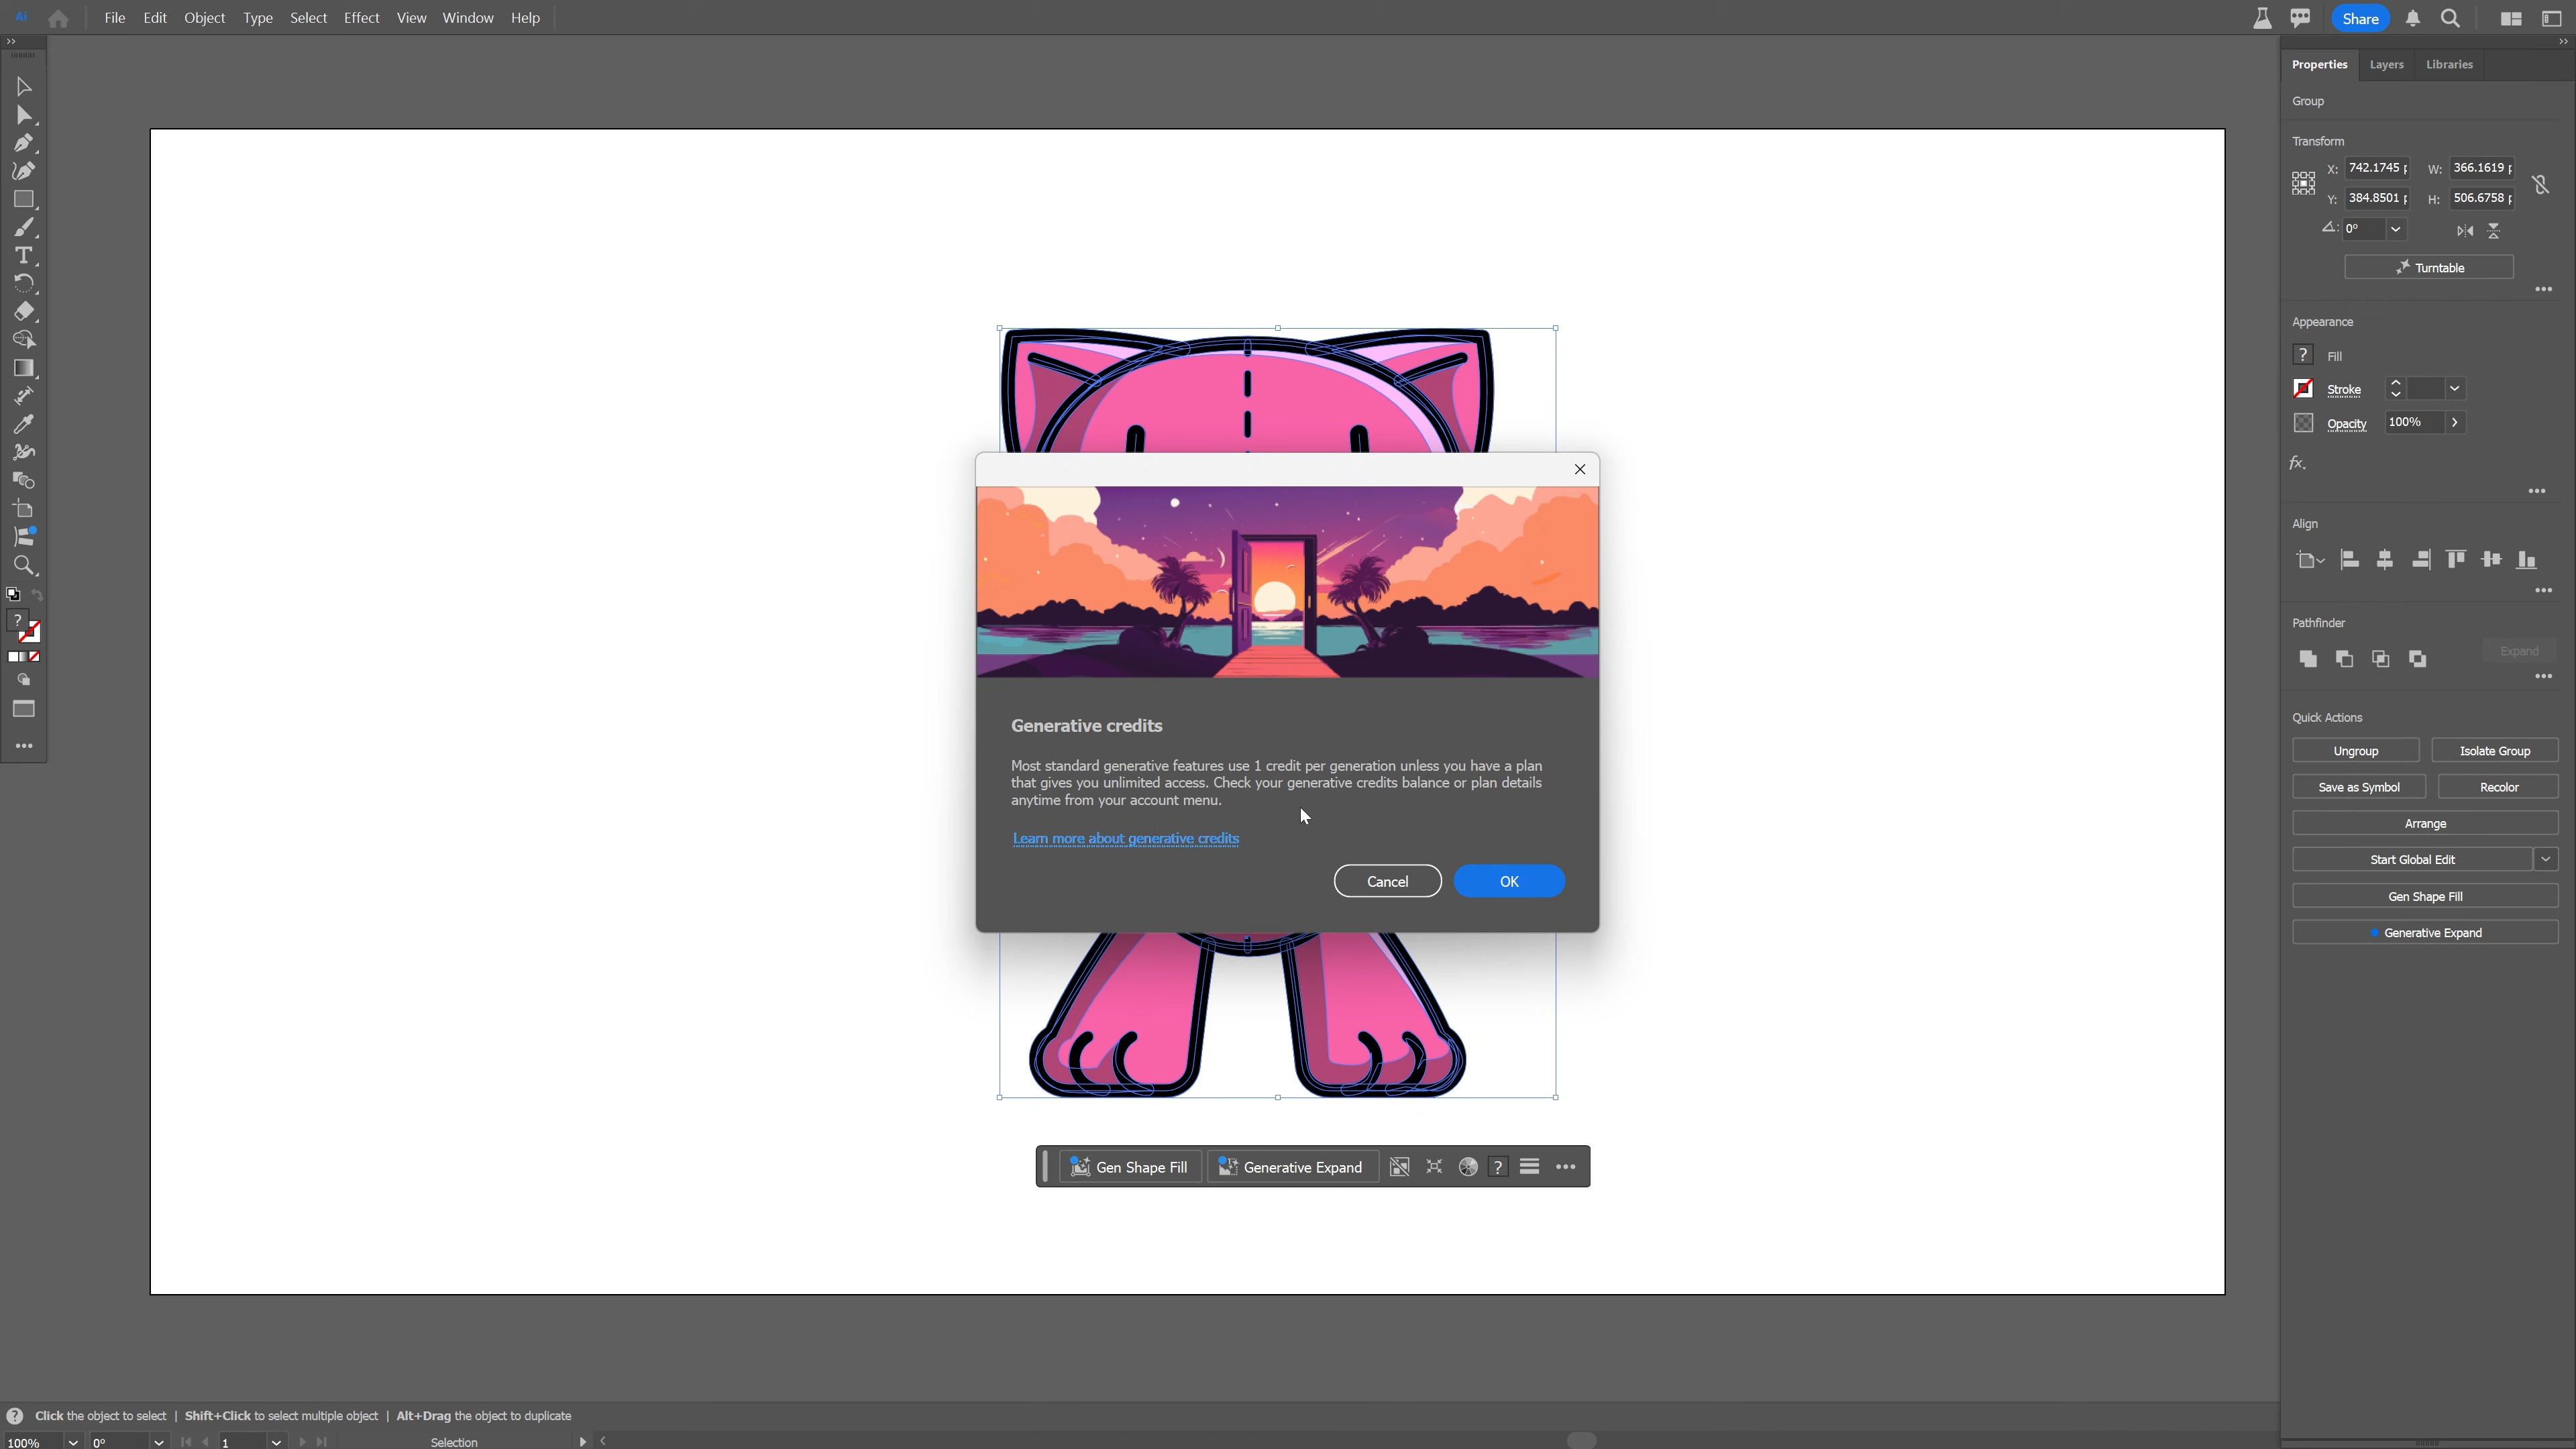 Ai File Edit Object Type Select Effect View Window Help Share
Properties Layers Libraries
Group
Transform
X: 742.1745 p W: 366.1619 p
Y: 384.8501 p H: 506.6758 p
0°
Turntable
Appearance
? Fill
Stroke
Opacity 100%
fx.
Align
Pathfinder
Expand
Quick Actions
Ungroup Isolate Group
Save as Symbol Recolor
Arrange
Start Global Edit
Gen Shape Fill
Generative Expand
?
Generative credits
Most standard generative features use 1 credit per generation unless you have a plan
that gives you unlimited access. Check your generative credits balance or plan details
anytime from your account menu.
Learn more about generative credits
Cancel OK
Gen Shape Fill Generative Expand ?
? Click the object to select | Shift+Click to select multiple object | Alt+Drag the object to duplicate
100% 0° 1 Selection